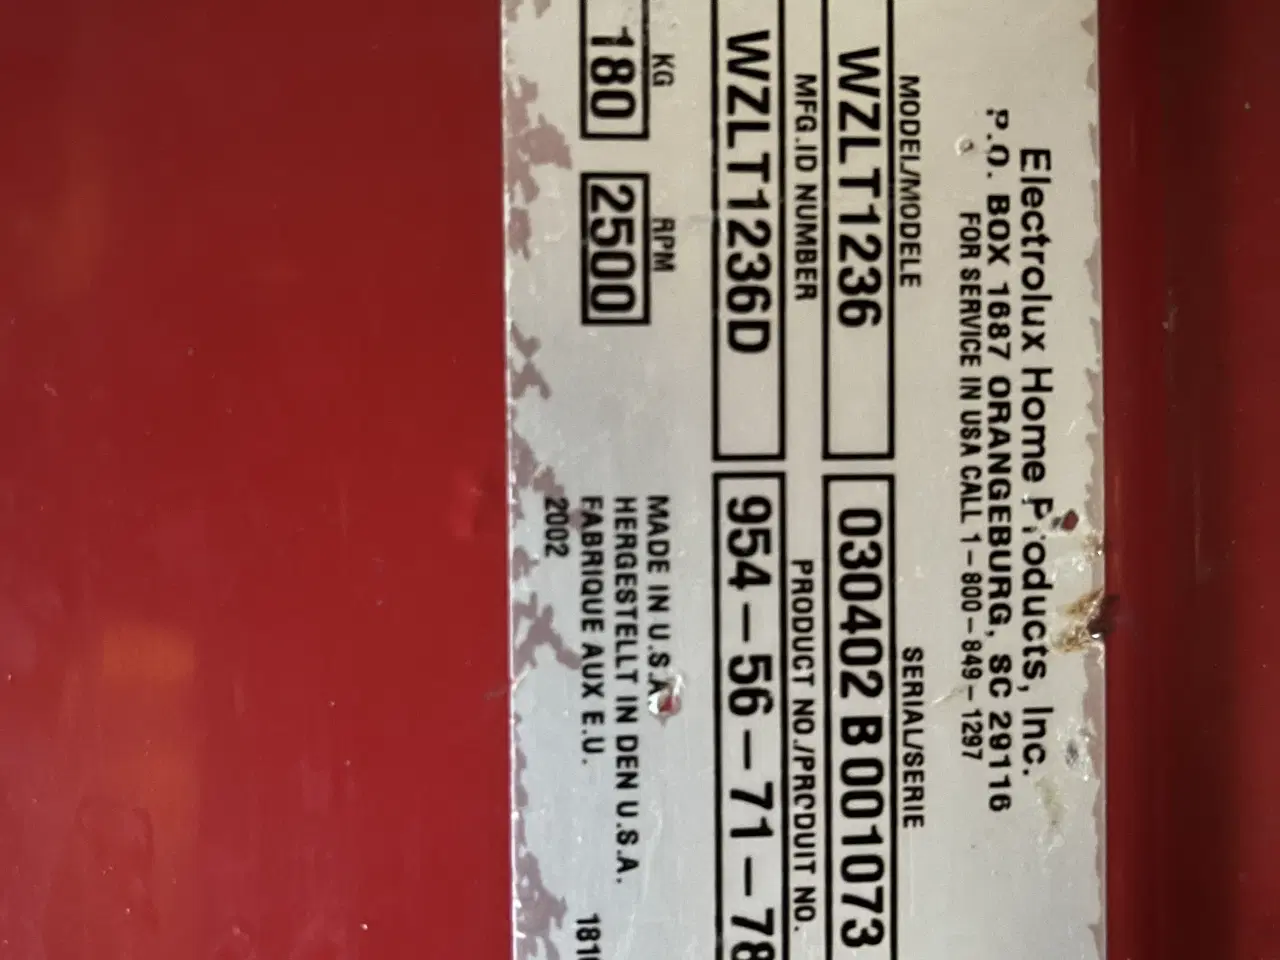 Electrolux Home Products, Inc.
P.O. BOX 1687 ORANGEBURG, SC 29116
FOR SERVICE IN USA CALL 1-800-849-1297
MODEL/MODELE SERIAL/SERIE
WZLT1236 030402 B 001073
MFG.ID NUMBER PRODUCT NO./PRODUIT NO.
WZLT1236D 954-56-71-78
KG RPM
180 2500
MADE IN U.S.A.
HERGESTELLT IN DEN U.S.A.
FABRIQUE AUX E.U.
2002